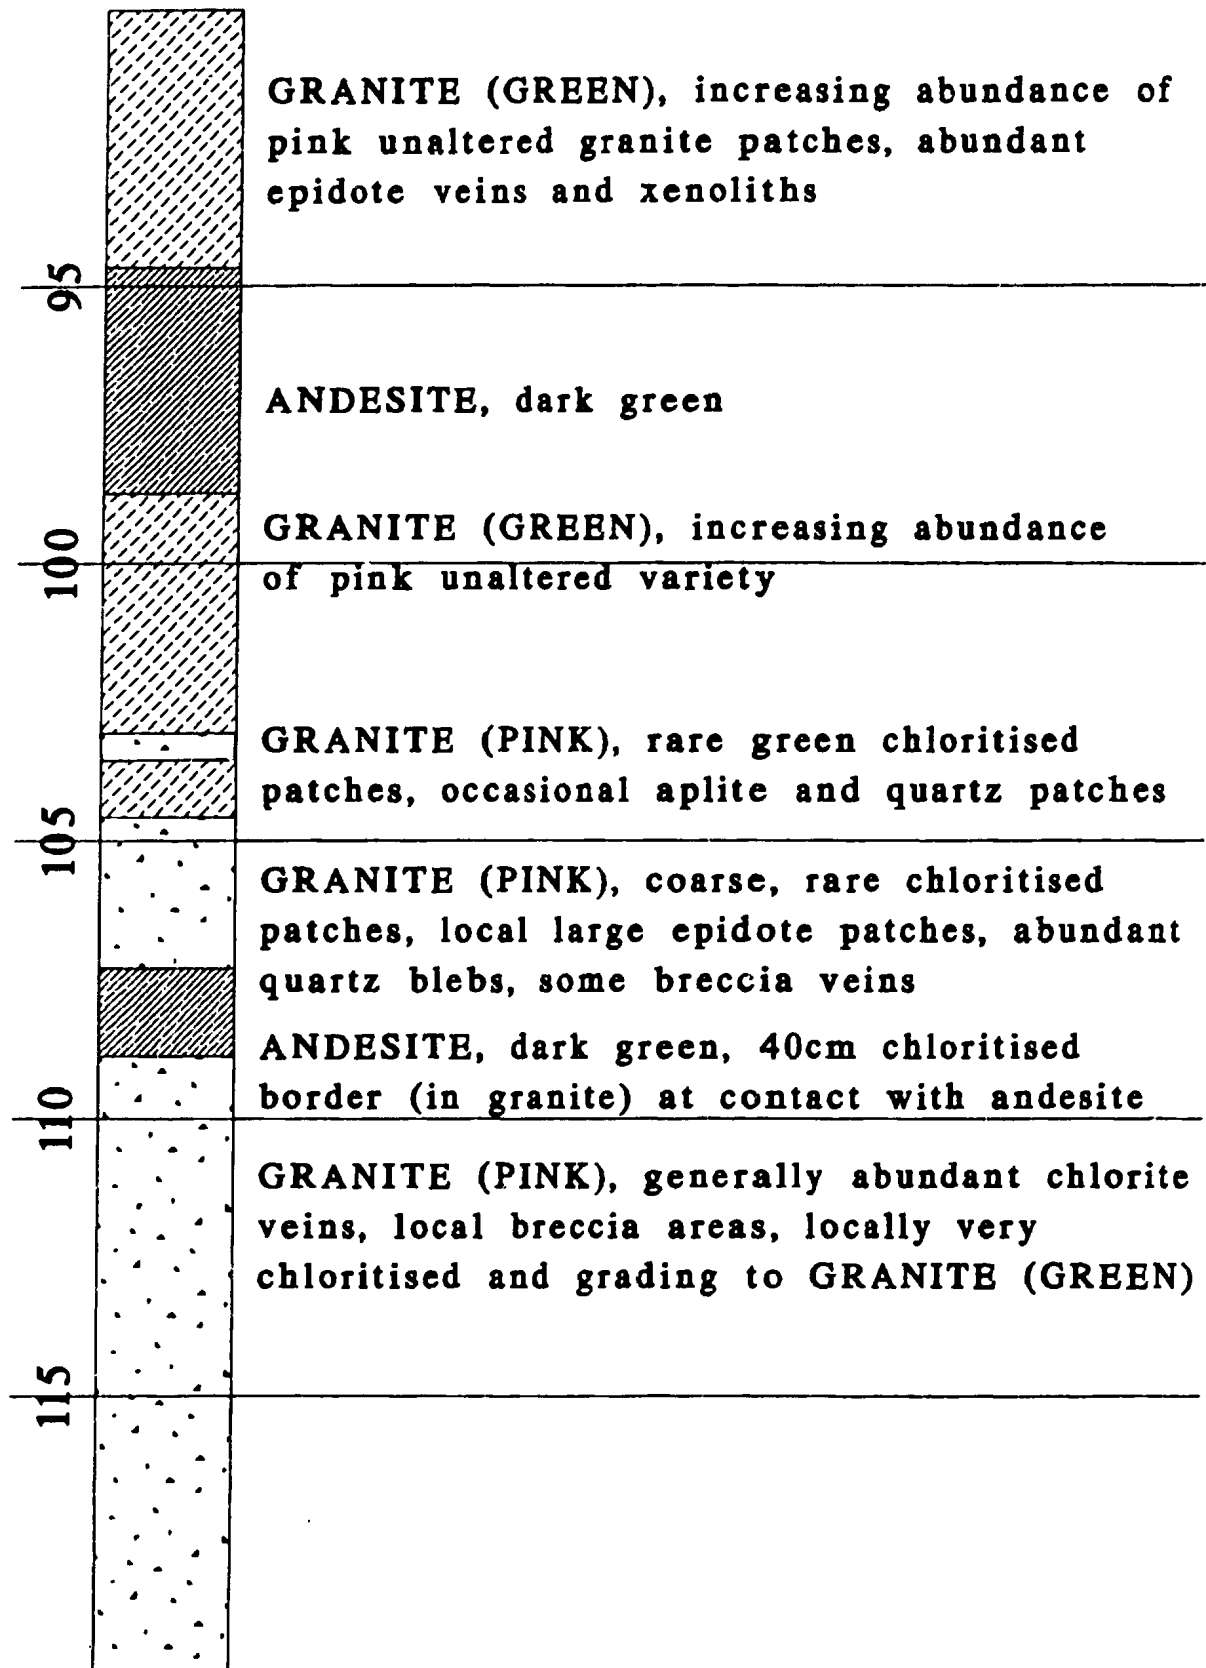 GRANITE (GREEN), increasing abundance of
pink unaltered granite patches, abundant
epidote veins and xenoliths
95
ANDESITE, dark green
GRANITE (GREEN), increasing abundance
100
of pink unaltered variety
GRANITE (PINK), rare green chloritised
patches, occasional aplite and quartz patches
105
GRANITE (PINK), coarse, rare chloritised
patches, local large epidote patches, abundant
quartz blebs, some breccia veins
ANDESITE, dark green, 40cm chloritised
border (in granite) at contact with andesite
110
GRANITE (PINK), generally abundant chlorite
veins, local breccia areas, locally very
chloritised and grading to GRANITE (GREEN)
115